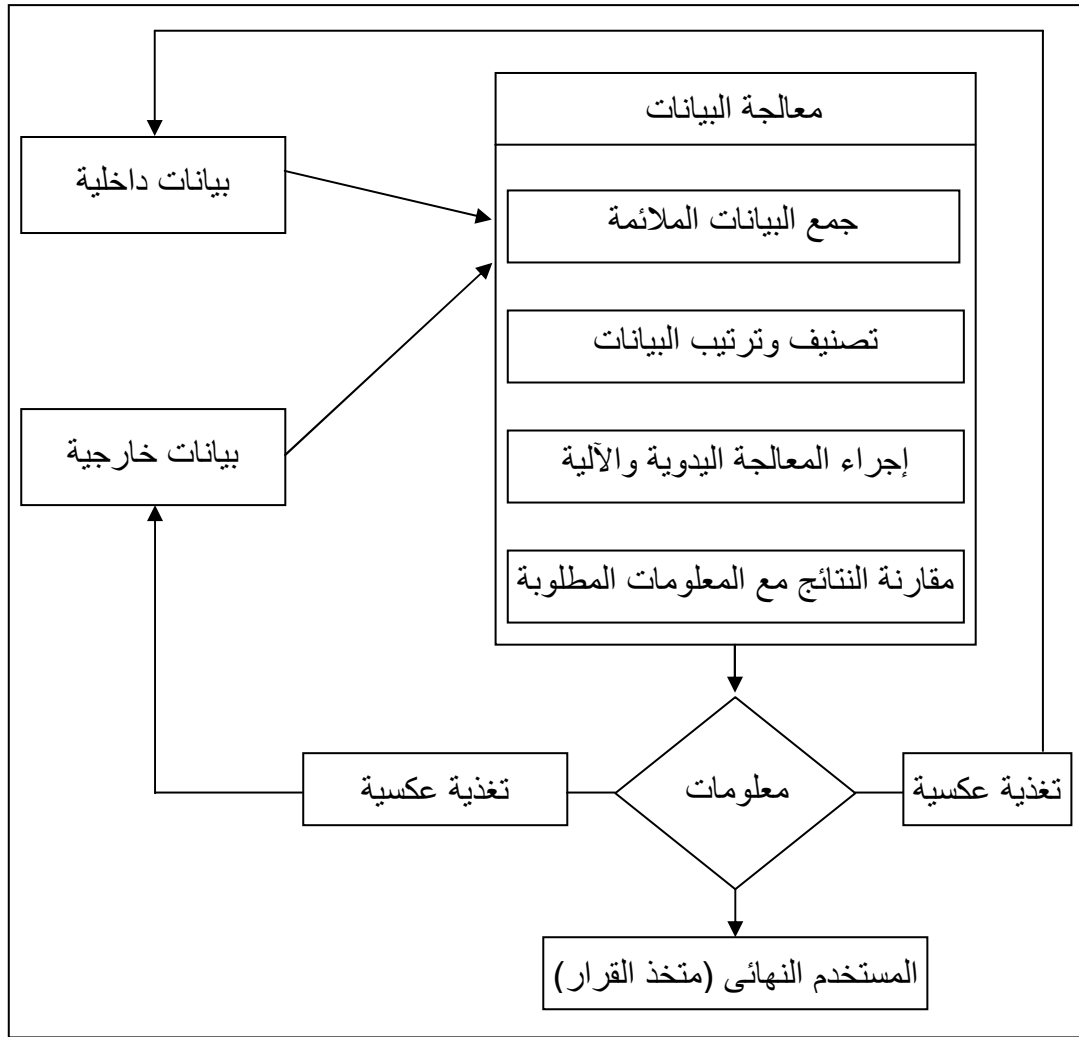 معالجة البيانات
بيانات داخلية
جمع البيانات الملائمة
تصنيف وترتيب البيانات
بيانات خارجية
إجراء المعالجة اليدوية والآلية
مقارنة النتائج مع المعلومات المطلوبة
تغذية عكسية
معلومات
تغذية عكسية
المستخدم النهائى (متخذ القرار)